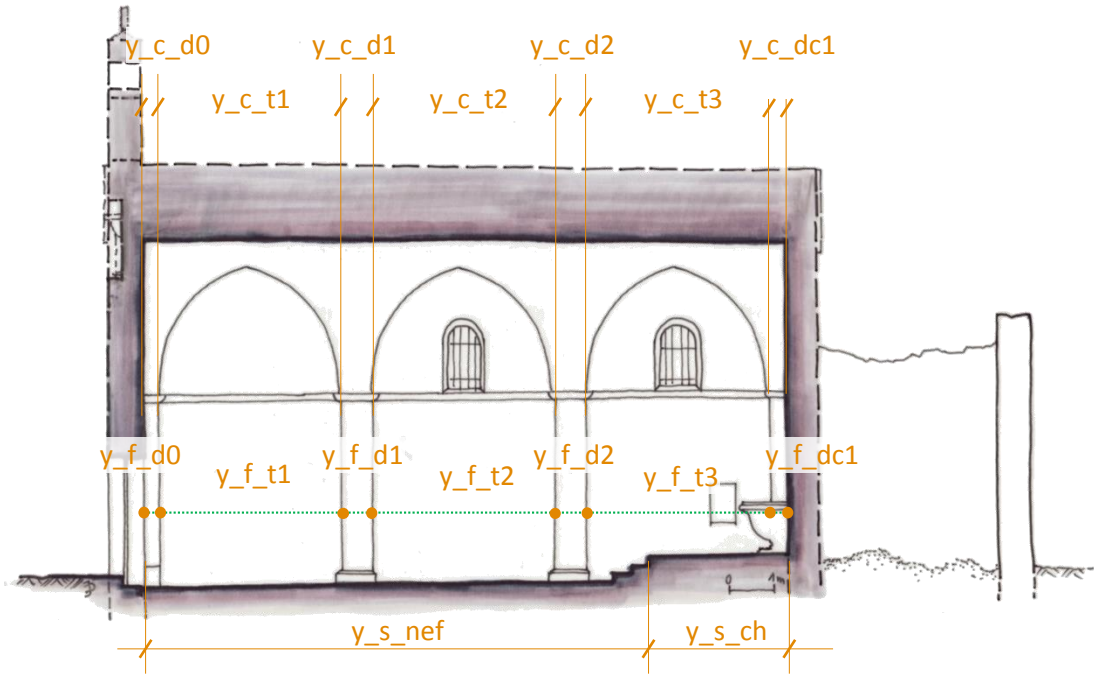 y_c_d0 y_c_d1 y_c_d2 y_c_dc1
y_c_t1 y_c_t2 y_c_t3
y_f_d0 y_f_d1 y_f_d2 y_f_dc1
y_f_t1 y_f_t2 y_f_t3
0 1m
y_s_nef y_s_ch